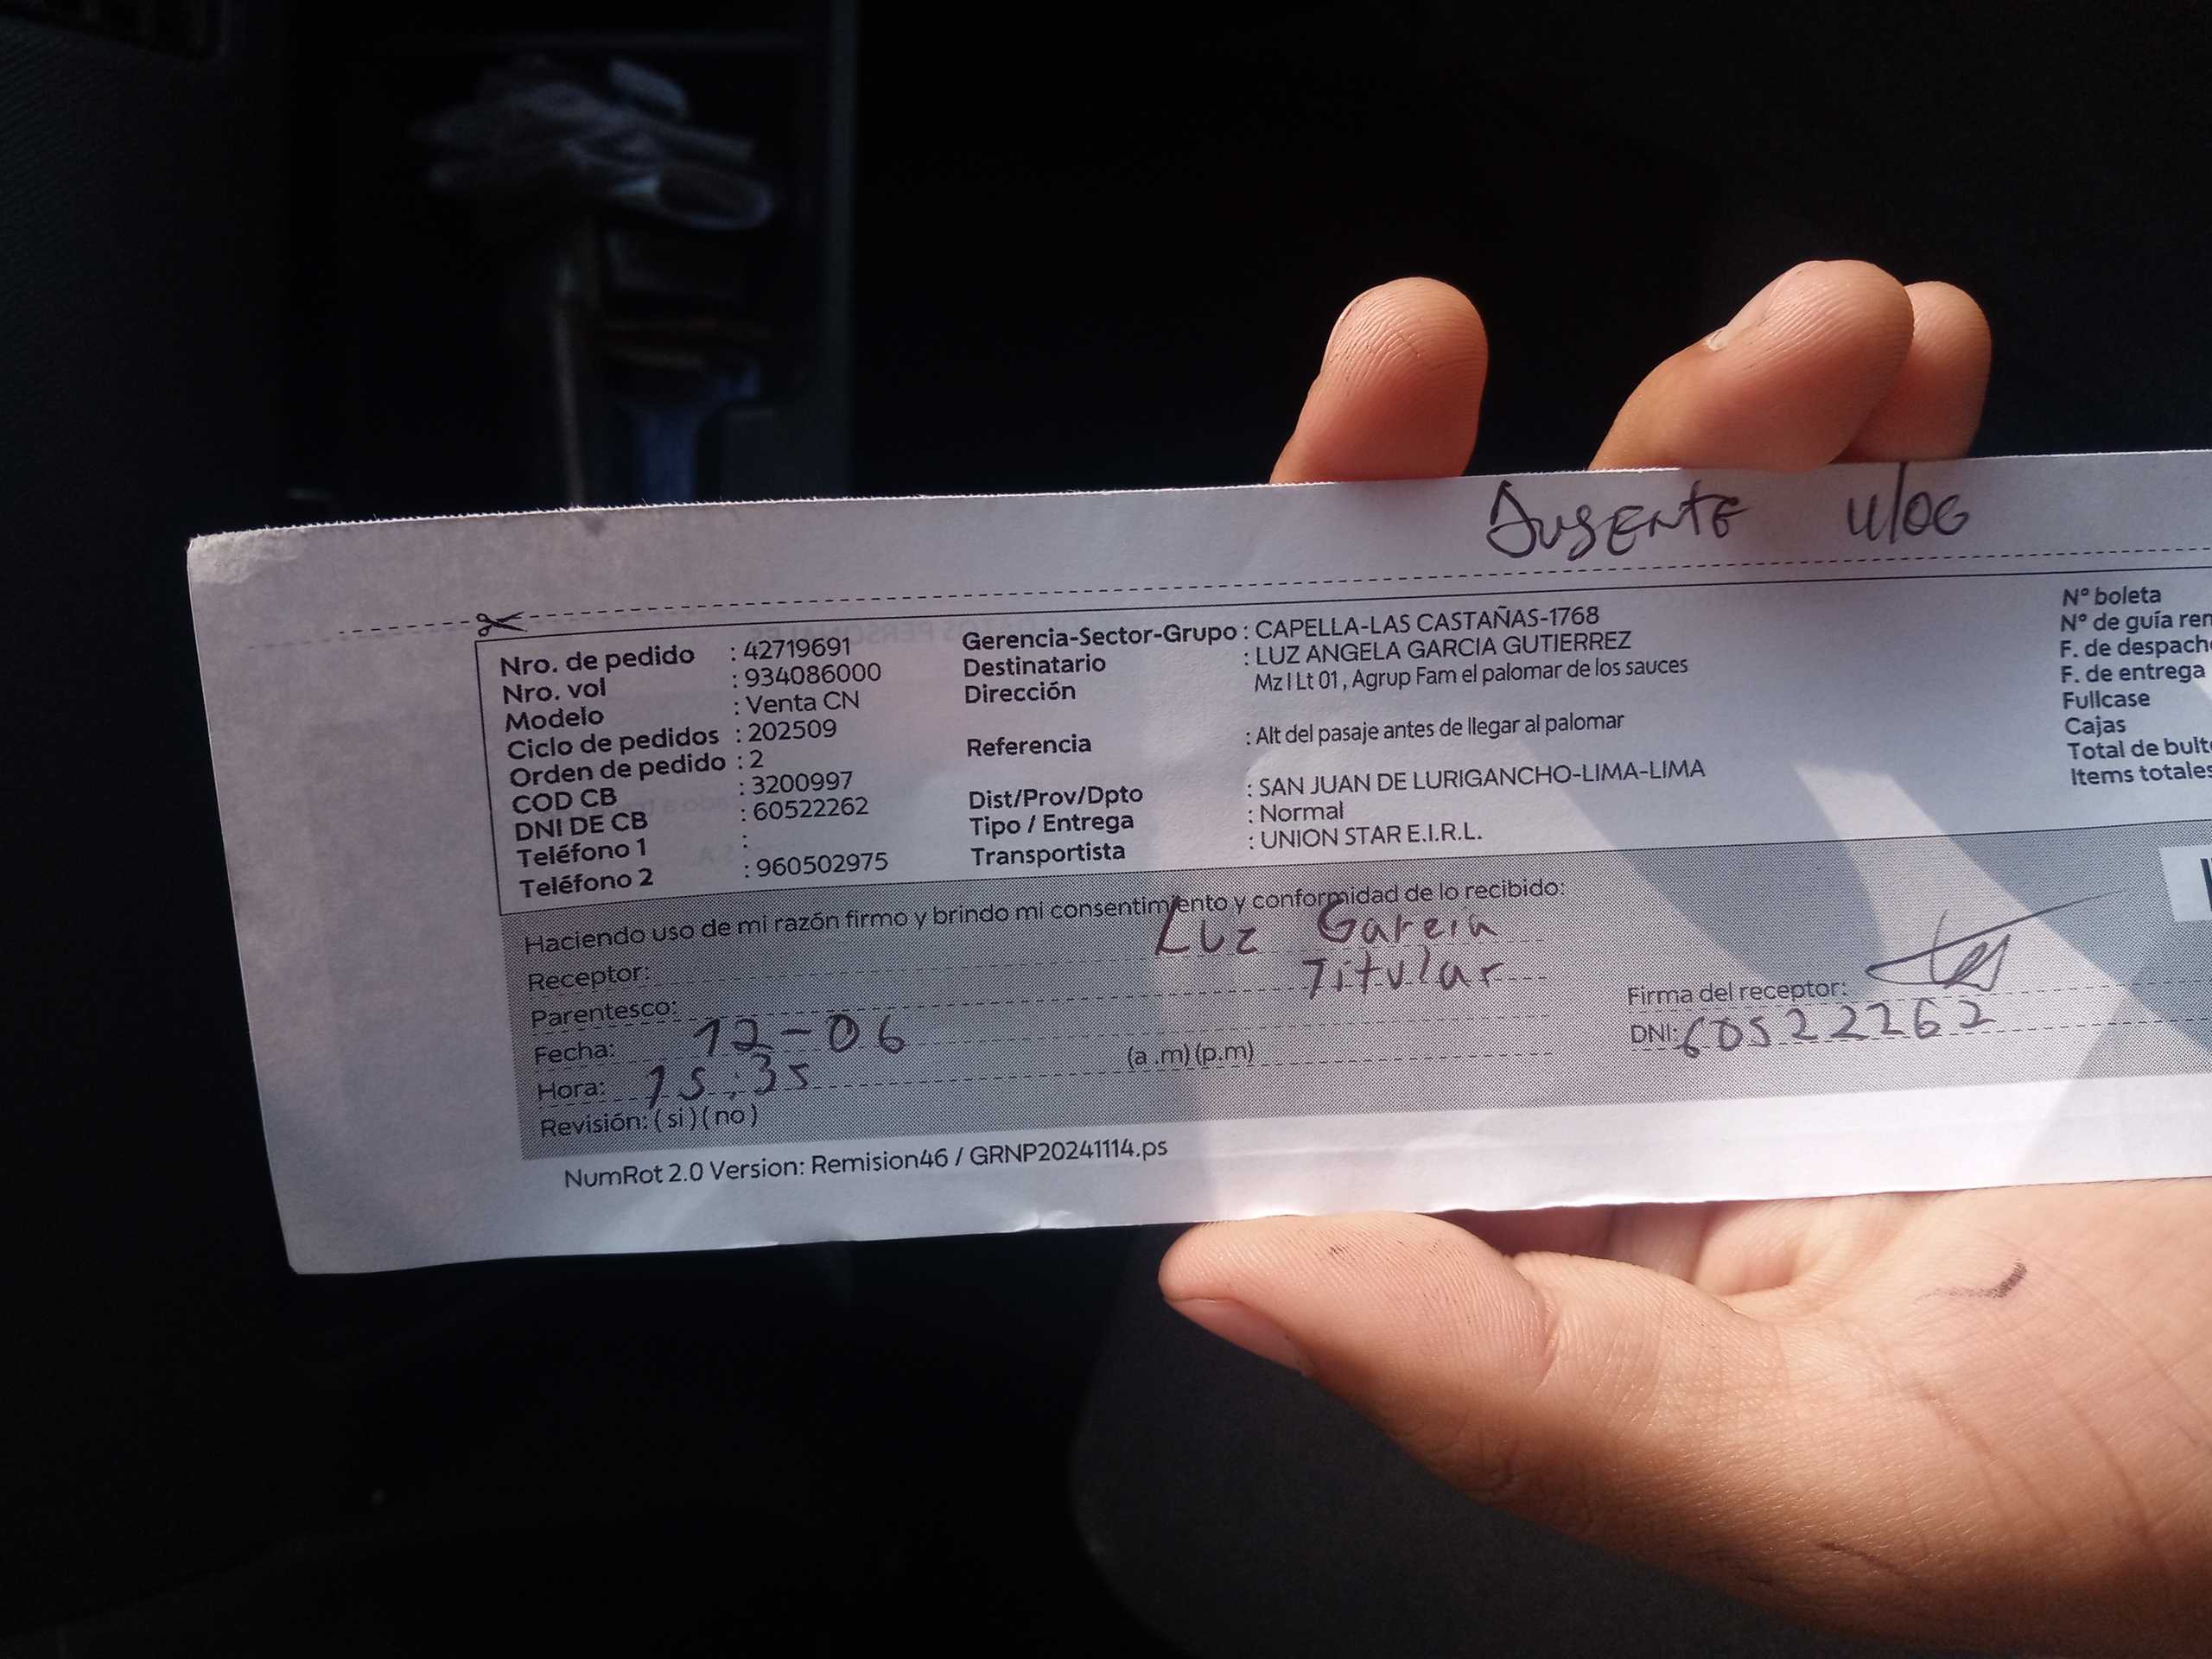 Ausente 11/06
Nro. de pedido : 42719691
Nro. vol : 934086000
Modelo : Venta CN
Ciclo de pedidos : 202509
Orden de pedido : 2
COD CB : 3200997
DNI DE CB : 60522262
Teléfono 1 :
Teléfono 2 : 960502975
Gerencia-Sector-Grupo : CAPELLA-LAS CASTAÑAS-1768
Destinatario : LUZ ANGELA GARCIA GUTIERREZ
Dirección Mz I Lt 01 , Agrup Fam el palomar de los sauces
Referencia : Alt del pasaje antes de llegar al palomar
Dist/Prov/Dpto : SAN JUAN DE LURIGANCHO-LIMA-LIMA
Tipo / Entrega : Normal
Transportista : UNION STAR E.I.R.L.
Nº boleta
Nº de guía rem
F. de despach
F. de entrega
Fullcase
Cajas
Total de bult
Items totales
Haciendo uso de mi razón firmo y brindo mi consentimiento y conformidad de lo recibido:
Receptor: Luz Garcia
Parentesco: Titular
Fecha: 12-06
Hora: 15:35 (a .m) (p.m)
Revisión: ( si ) ( no )
Firma del receptor:
DNI: 60522262
NumRot 2.0 Version: Remision46 / GRNP20241114.ps